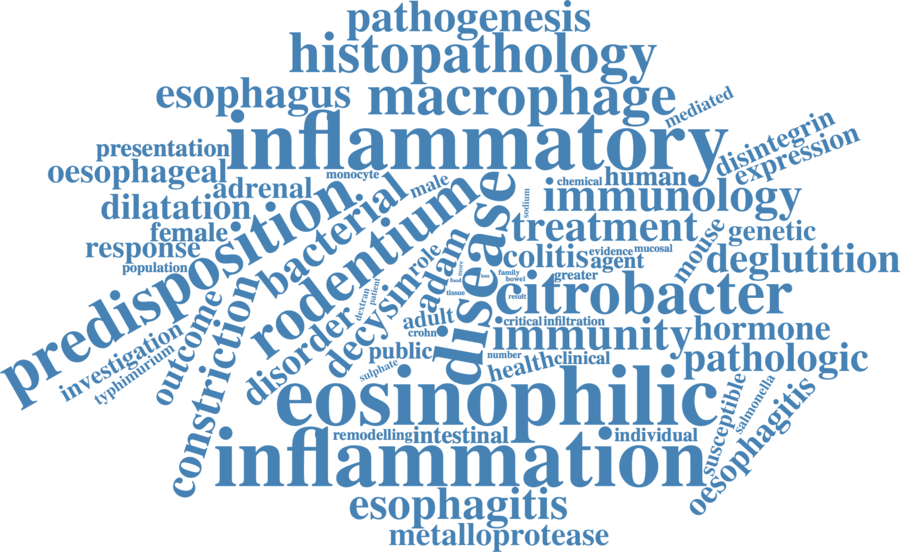 pathogenesis
histopathology
esophagus
macrophage
mediated
inflammatory
disintegrin
expression
presentation
oesophageal
monocyte
adrenal
male
chemical
human
immunology
sodium
dilatation
predisposition
bacterial
rodentium
disease
treatment
female
response
population
role
adam
decysin
colitis
evidence
mucosal
agent
mouse
genetic
deglutition
family
bowel
greater
food
more
loss
tissue
result
citrobacter
dextran
patient
disorder
adult
crohn
critical
infiltration
immunity
hormone
investigation
typhimurium
outcome
constriction
public
sulphate
number
health
clinical
pathologic
eosinophilic
susceptible
salmonella
oesophagitis
remodelling
intestinal
individual
inflammation
esophagitis
metalloprotease